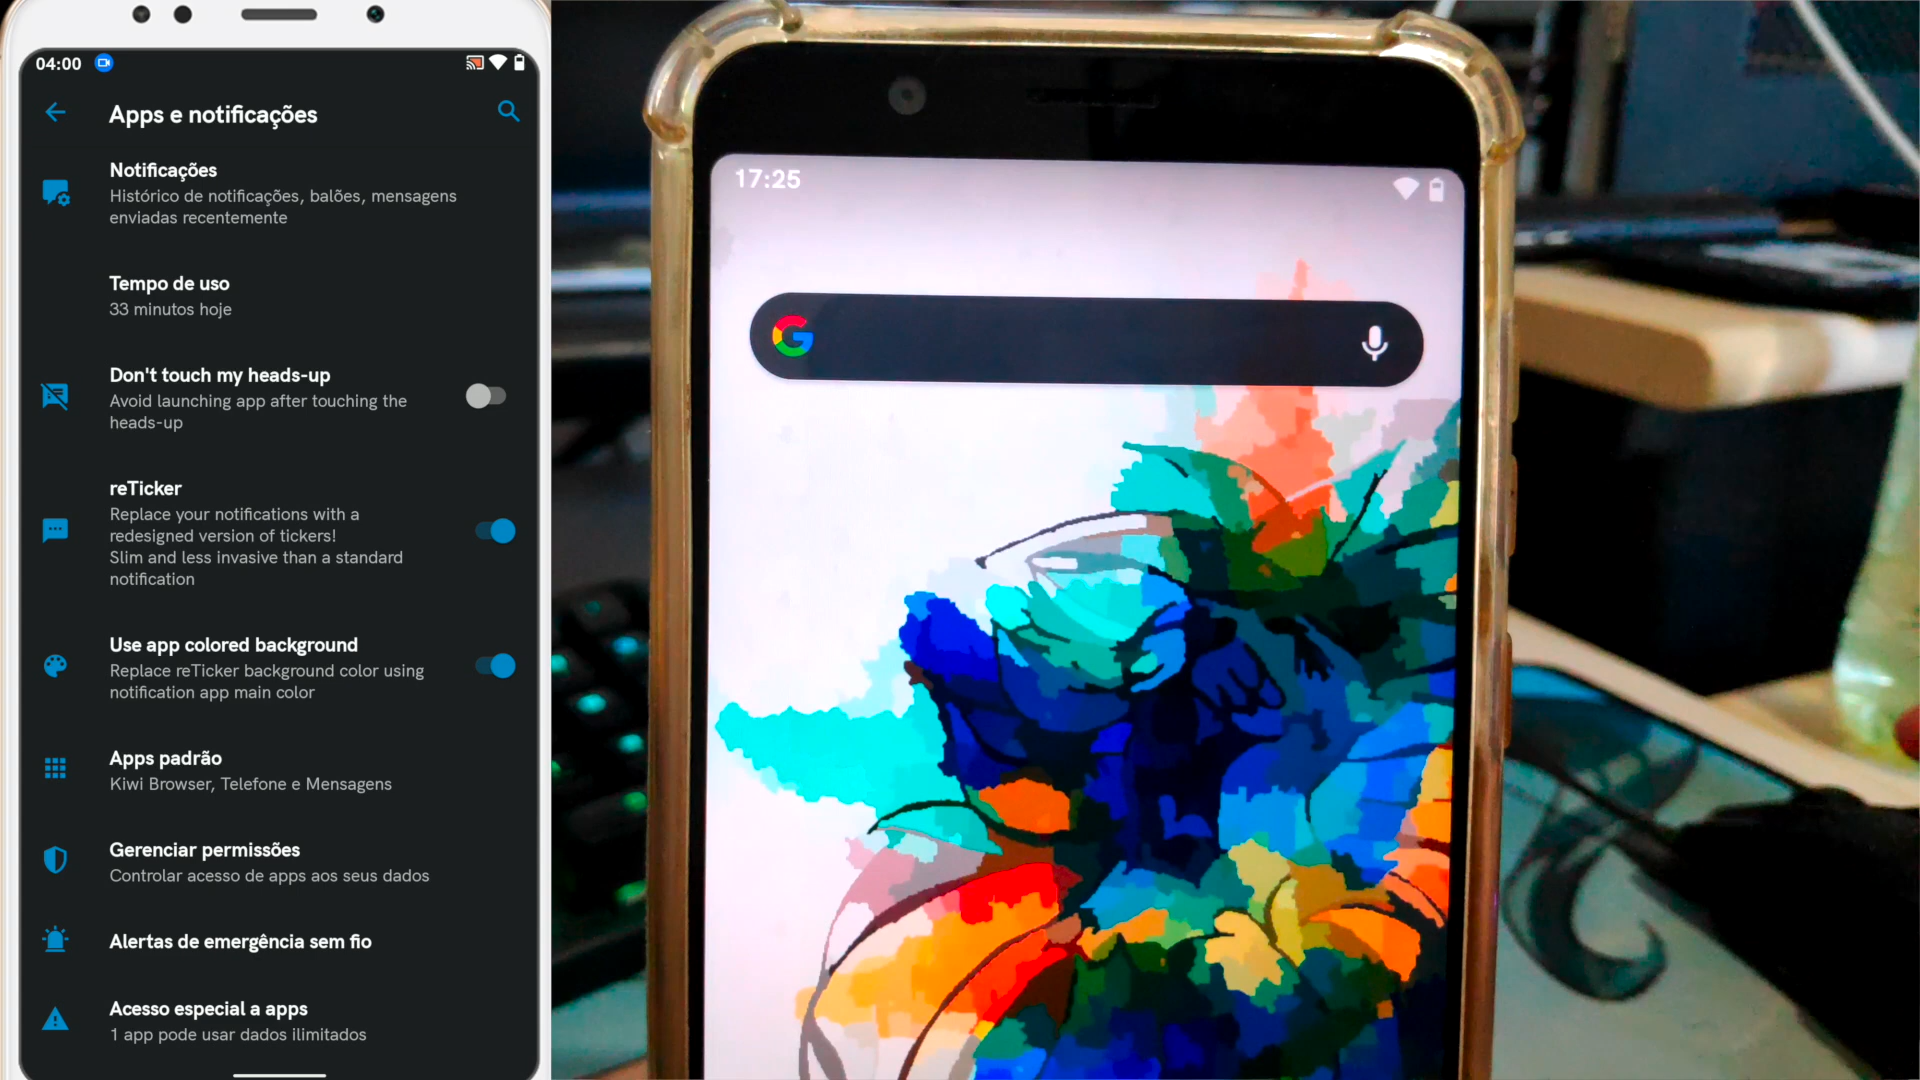 04:00
Apps e notificações
Notificações
Histórico de notificações, balões, mensagens
enviadas recentemente
Tempo de uso
33 minutos hoje
Don't touch my heads-up
Avoid launching app after touching the
heads-up
reTicker
Replace your notifications with a
redesigned version of tickers!
Slim and less invasive than a standard
notification
Use app colored background
Replace reTicker background color using
notification app main color
Apps padrão
Kiwi Browser, Telefone e Mensagens
Gerenciar permissões
Controlar acesso de apps aos seus dados
Alertas de emergência sem fio
Acesso especial a apps
1 app pode usar dados ilimitados
17:25